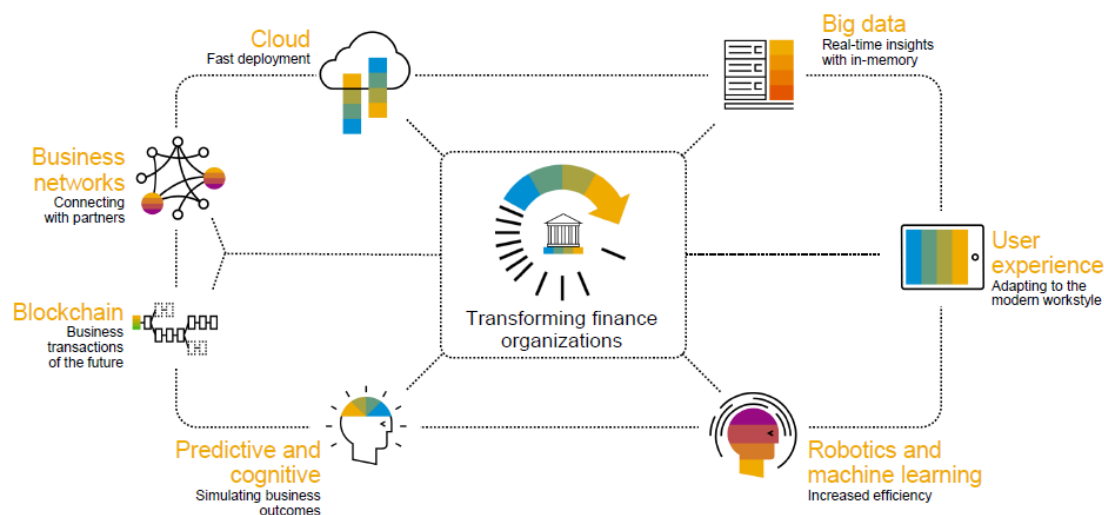 Cloud
Fast deployment
Big data
Real-time insights
with in-memory
Business
networks
Connecting
with partners
User
experience
Adapting to the
modern workstyle
Blockchain
Business
transactions
of the future
Transforming finance
organizations
Predictive and
cognitive
Simulating business
outcomes
Robotics and
machine learning
Increased efficiency